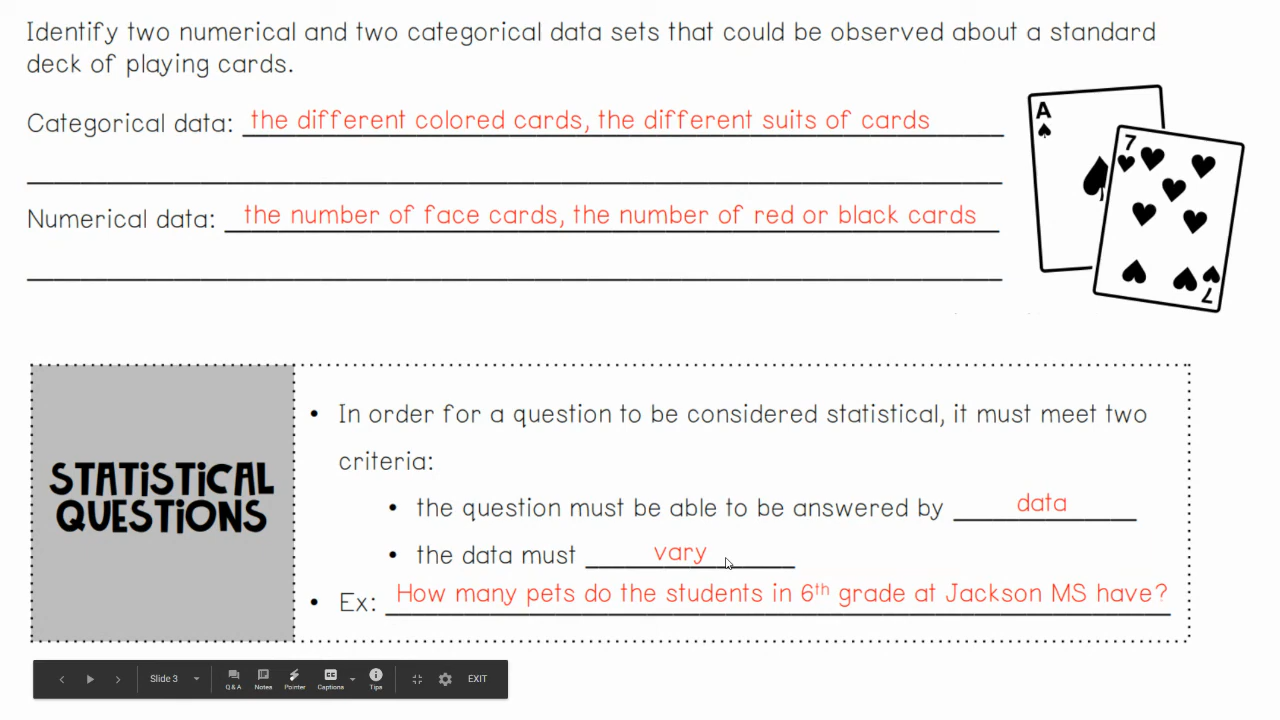 Identify two numerical and two categorical data sets that could be observed about a standard
deck of playing cards.
Categorical data: the different colored cards, the different suits of cards
Numerical data: the number of face cards, the number of red or black cards
A
7
7
STATISTICAL
QUESTIONS
• In order for a question to be considered statistical, it must meet two
criteria:
• the question must be able to be answered by data
• the data must vary
• Ex: How many pets do the students in 6th grade at Jackson MS have?
Slide 3
Q&A
Notes
Pointer
CC
Captions
Tips
EXIT